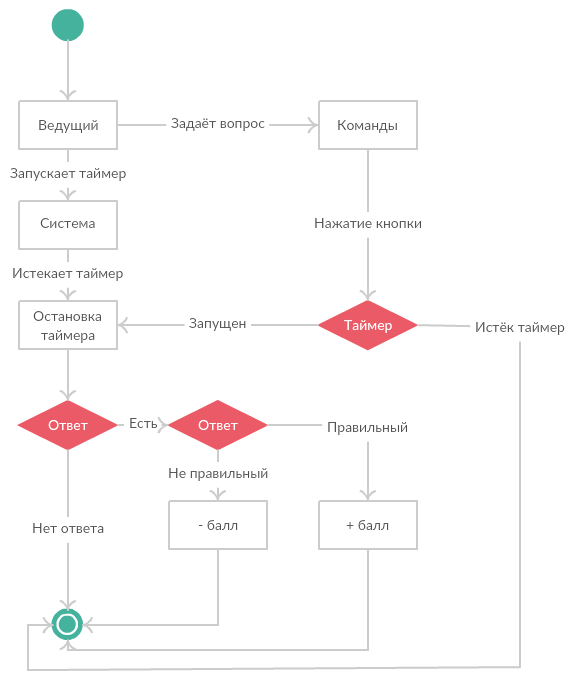 Ведущий
Задаёт вопрос
Команды
Запускает таймер
Система
Нажатие кнопки
Истекает таймер
Остановка
таймера
Запущен
Таймер
Истёк таймер
Ответ
Есть
Ответ
Правильный
Не правильный
Нет ответа
- балл
+ балл